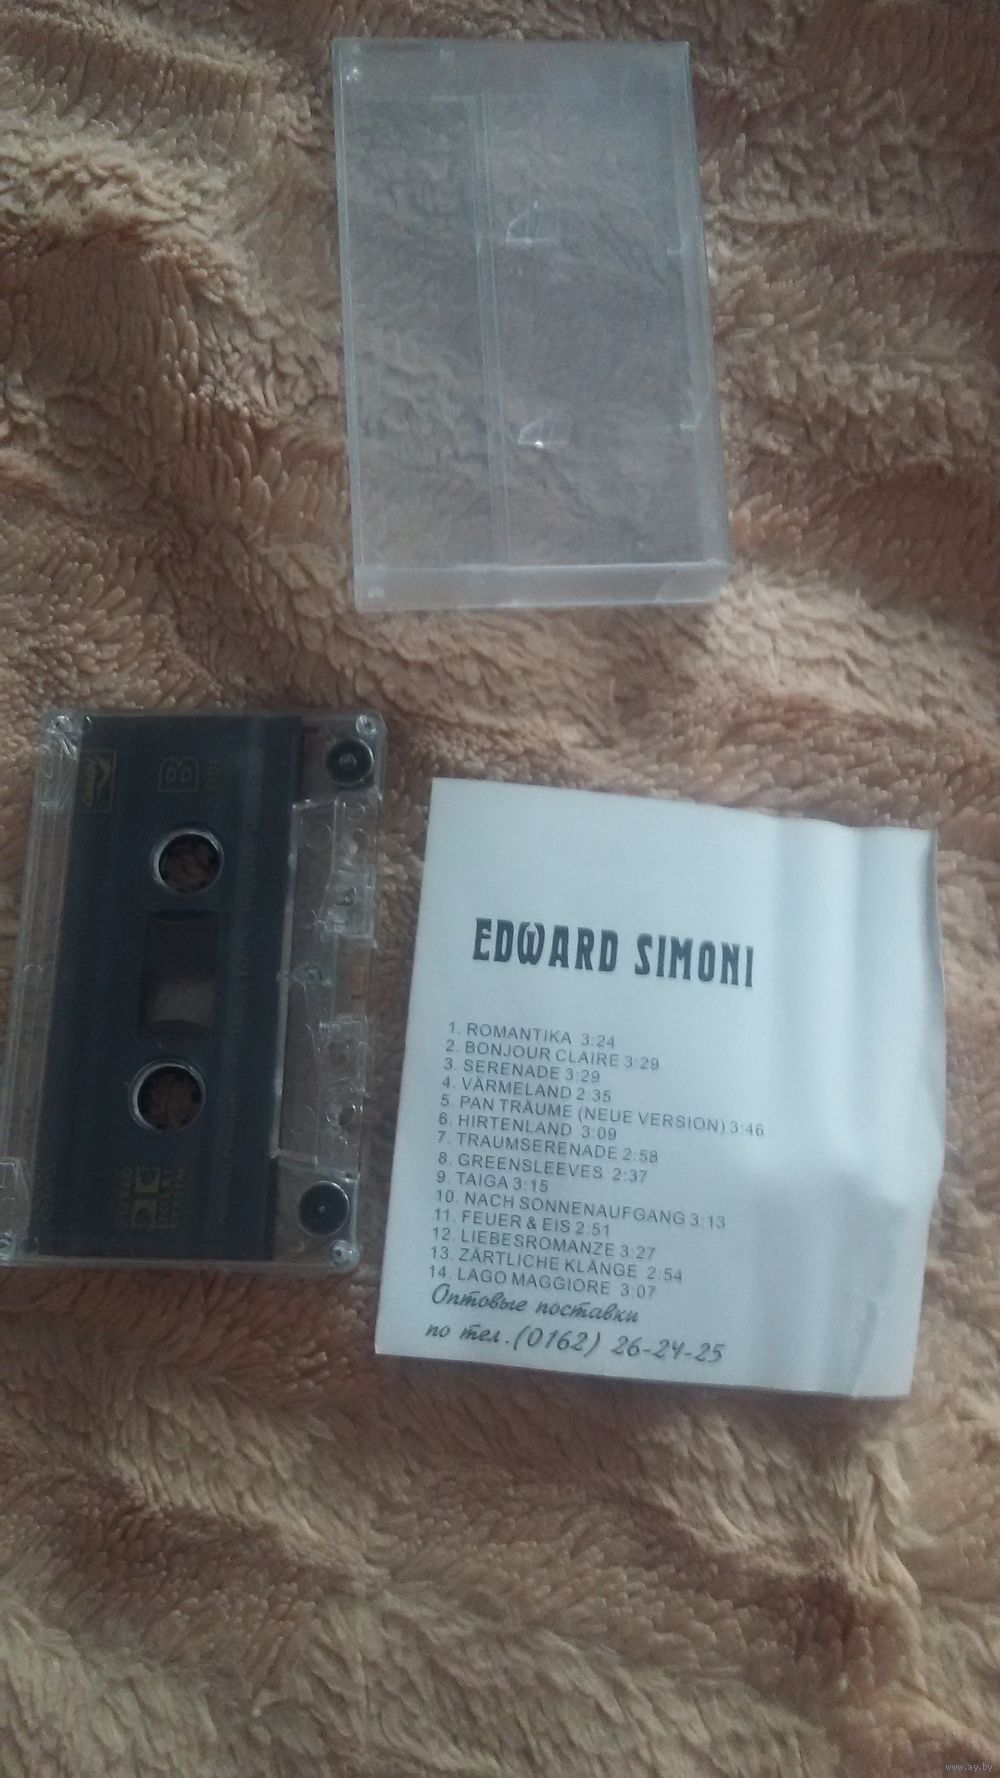 B
EDWARD SIMONI
1. ROMANTIKA 3:24
2. BONJOUR CLAIRE 3:29
3. SERENADE 3:29
4. VÄRMELAND 2:35
5. PAN TRÄUME (NEUE VERSION) 3:46
6. HIRTENLAND 3:09
7. TRAUMSERENADE 2:58
8. GREENSLEEVES 2:37
9. TAIGA 3:15
10. NACH SONNENAUFGANG 3:13
11. FEUER & EIS 2:51
12. LIEBESROMANZE 3:27
13. ZÄRTLICHE KLÄNGE 2:54
14. LAGO MAGGIORE 3:07
Оптовые поставки
по тел.(0162) 26-24-25
www.ay.by